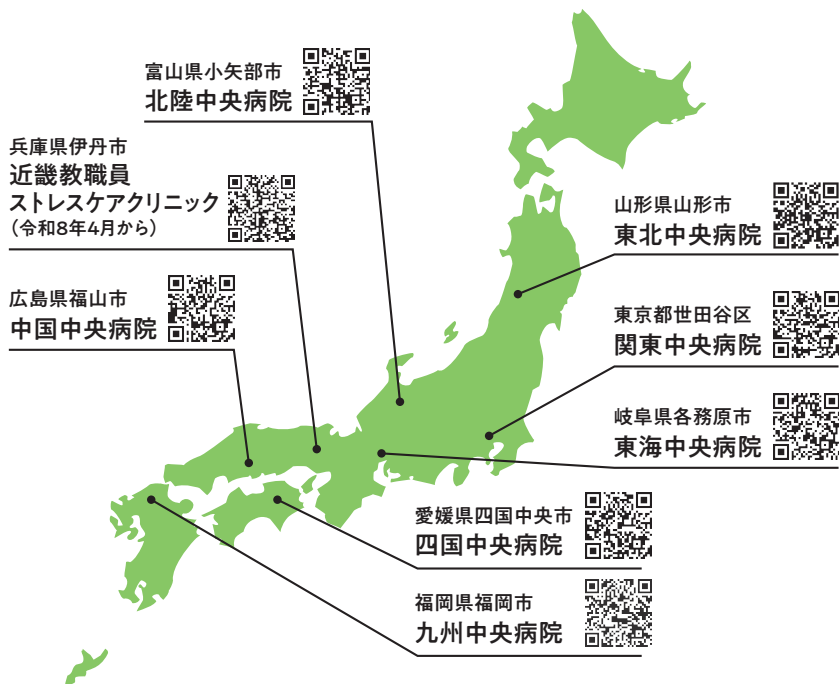 富山県小矢部市
北陸中央病院
兵庫県伊丹市
近畿教職員
ストレスケアクリニック
（令和8年4月から）
広島県福山市
中国中央病院
山形県山形市
東北中央病院
東京都世田谷区
関東中央病院
岐阜県各務原市
東海中央病院
愛媛県四国中央市
四国中央病院
福岡県福岡市
九州中央病院